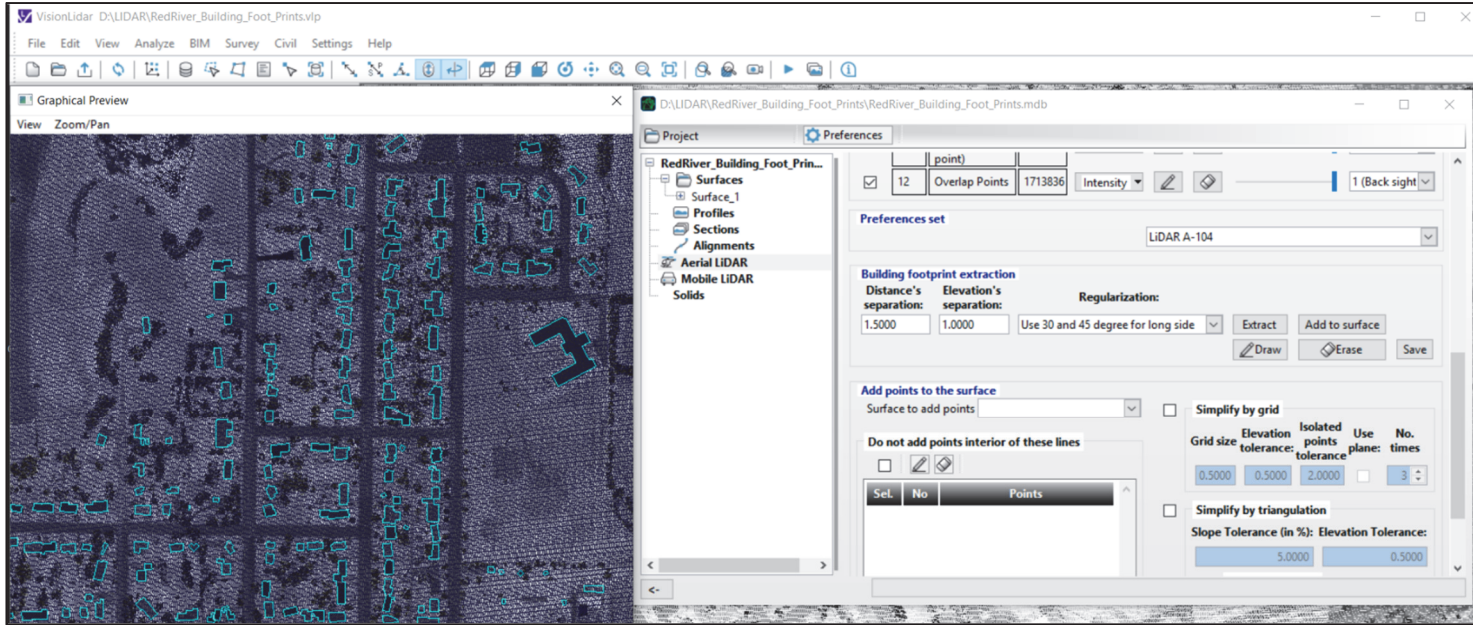 VisionLidar D:\LIDAR\RedRiver_Building_Foot_Prints.vlp
File Edit View Analyze BIM Survey Civil Settings Help
Graphical Preview
View Zoom/Pan
D:\LIDAR\RedRiver_Building_Foot_Prints\RedRiver_Building_Foot_Prints.mdb
Project Preferences
RedRiver_Building_Foot_Prin...
Surfaces
Surface_1
Profiles
Sections
Alignments
Aerial LiDAR
Mobile LiDAR
Solids
point)
12 Overlap Points 1713836 Intensity 1 (Back sight
Preferences set
LiDAR A-104
Building footprint extraction
Distance's separation: Elevation's separation: Regularization:
1.5000 1.0000 Use 30 and 45 degree for long side Extract Add to surface
Draw Erase Save
Add points to the surface
Surface to add points
Do not add points interior of these lines
Sel. No Points
Simplify by grid
Grid size Elevation tolerance: Isolated points tolerance Use plane: No. times
0.5000 0.5000 2.0000 3
Simplify by triangulation
Slope Tolerance (in %): Elevation Tolerance:
5.0000 0.5000
<-